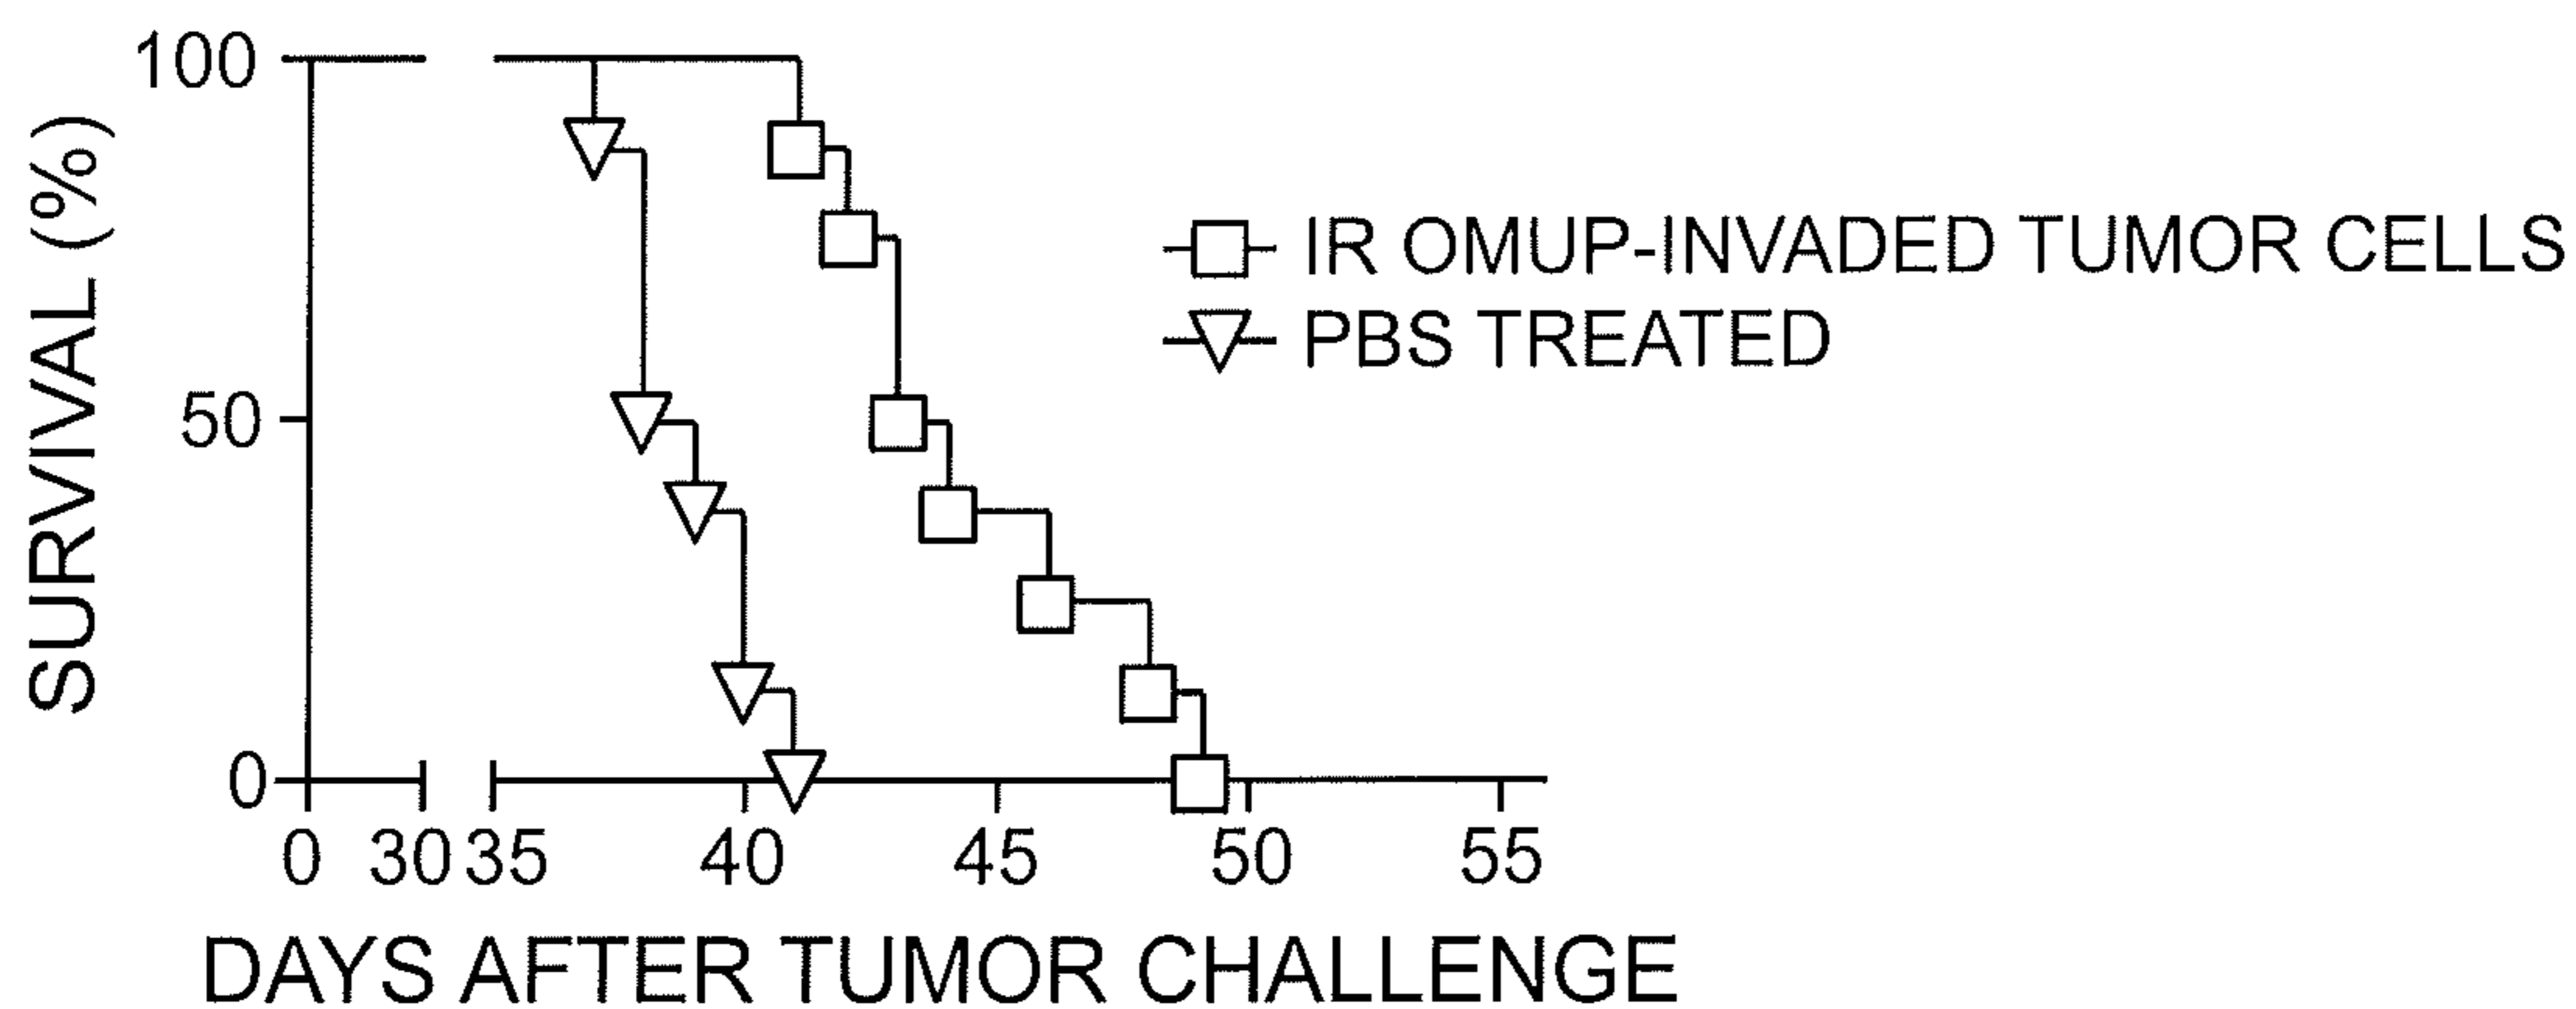 SURVIVAL (%)
100
50
0
IR OMUP-INVADED TUMOR CELLS
PBS TREATED
0 30 35 40 45 50 55
DAYS AFTER TUMOR CHALLENGE